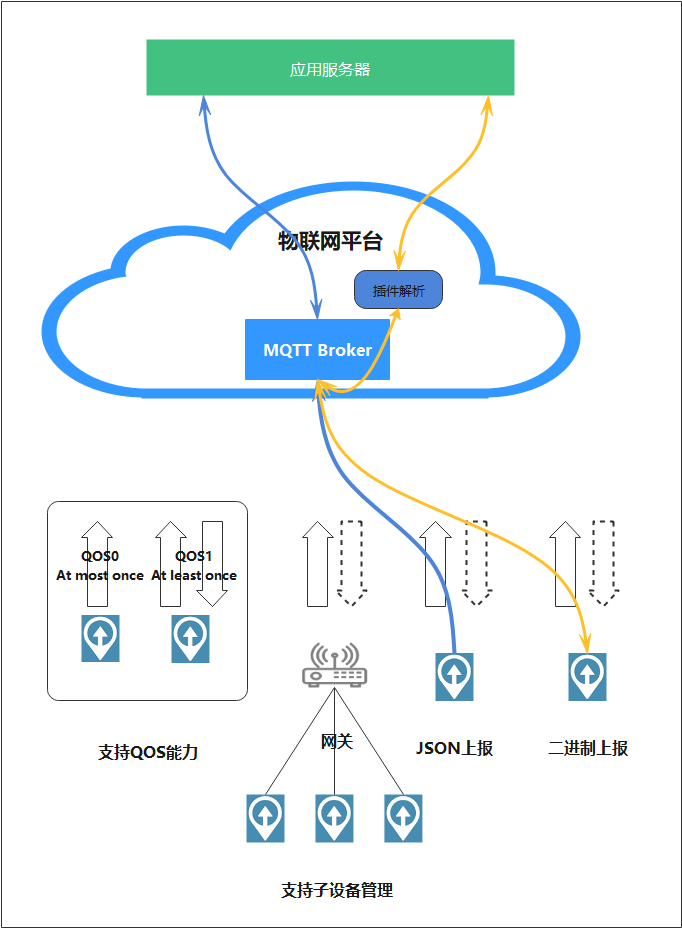 应用服务器
物联网平台
插件解析
MQTT Broker
QOS0
At most once
QOS1
At least once
支持QOS能力
网关
JSON上报
二进制上报
支持子设备管理